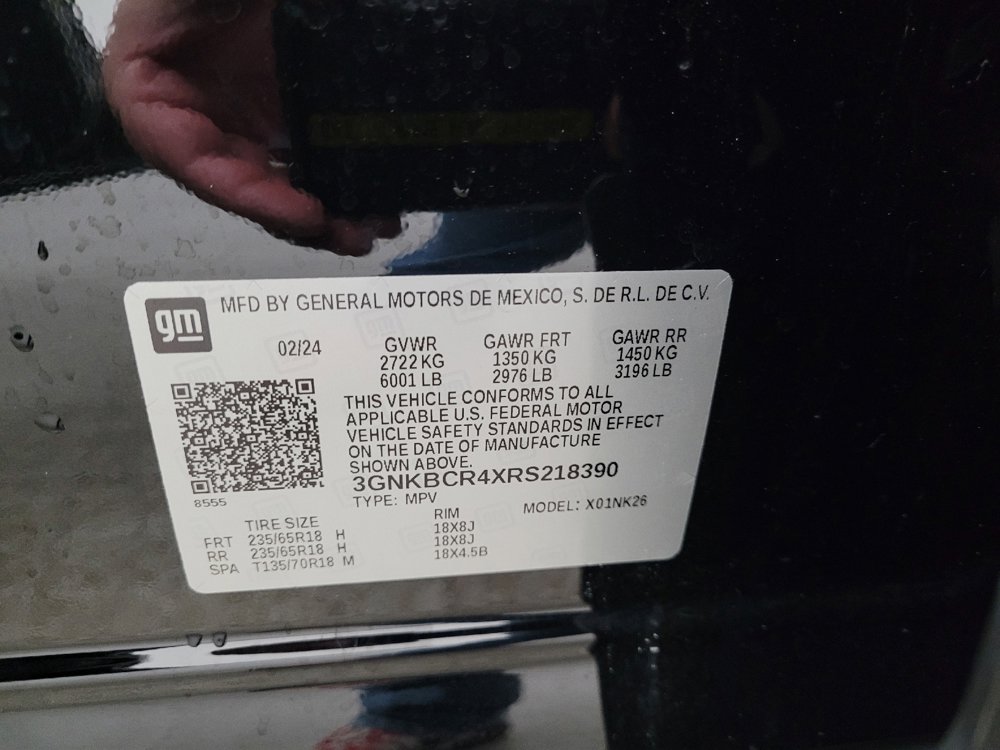 gm
MFD BY GENERAL MOTORS DE MEXICO, S. DE R.L. DE C.V.
02/24
GVWR GAWR FRT GAWR RR
2722 KG 1350 KG 1450 KG
6001 LB 2976 LB 3196 LB
THIS VEHICLE CONFORMS TO ALL
APPLICABLE U.S. FEDERAL MOTOR
VEHICLE SAFETY STANDARDS IN EFFECT
ON THE DATE OF MANUFACTURE
SHOWN ABOVE.
3GNKBCR4XRS218390
8555
TYPE: MPV MODEL: X01NK26
TIRE SIZE RIM
FRT 235/65R18 H 18X8J
RR 235/65R18 H 18X8J
SPA T135/70R18 M 18X4.5B